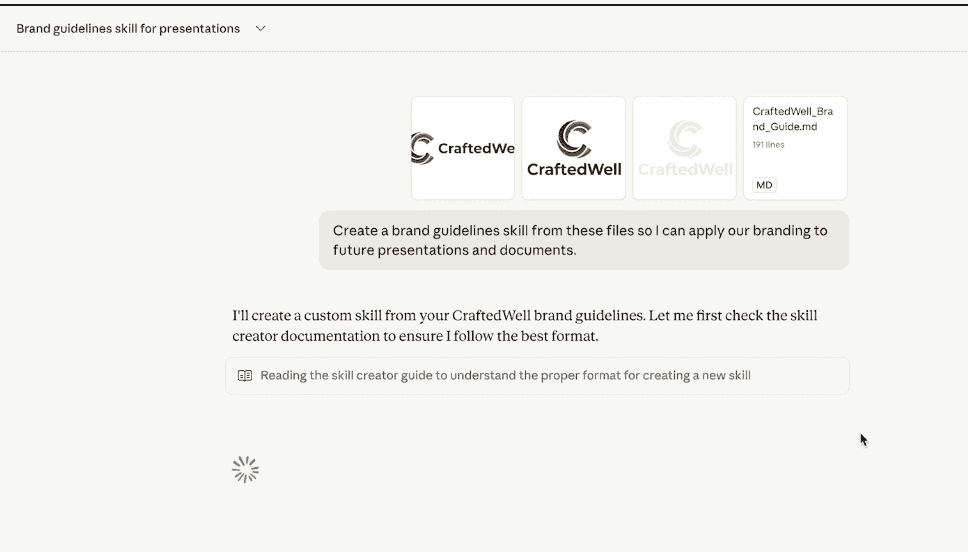 Brand guidelines skill for presentations
CraftedWe
CraftedWell
CraftedWell
CraftedWell_Bra
nd_Guide.md
191 lines
MD
Create a brand guidelines skill from these files so I can apply our branding to
future presentations and documents.
I'll create a custom skill from your CraftedWell brand guidelines. Let me first check the skill
creator documentation to ensure I follow the best format.
Reading the skill creator guide to understand the proper format for creating a new skill